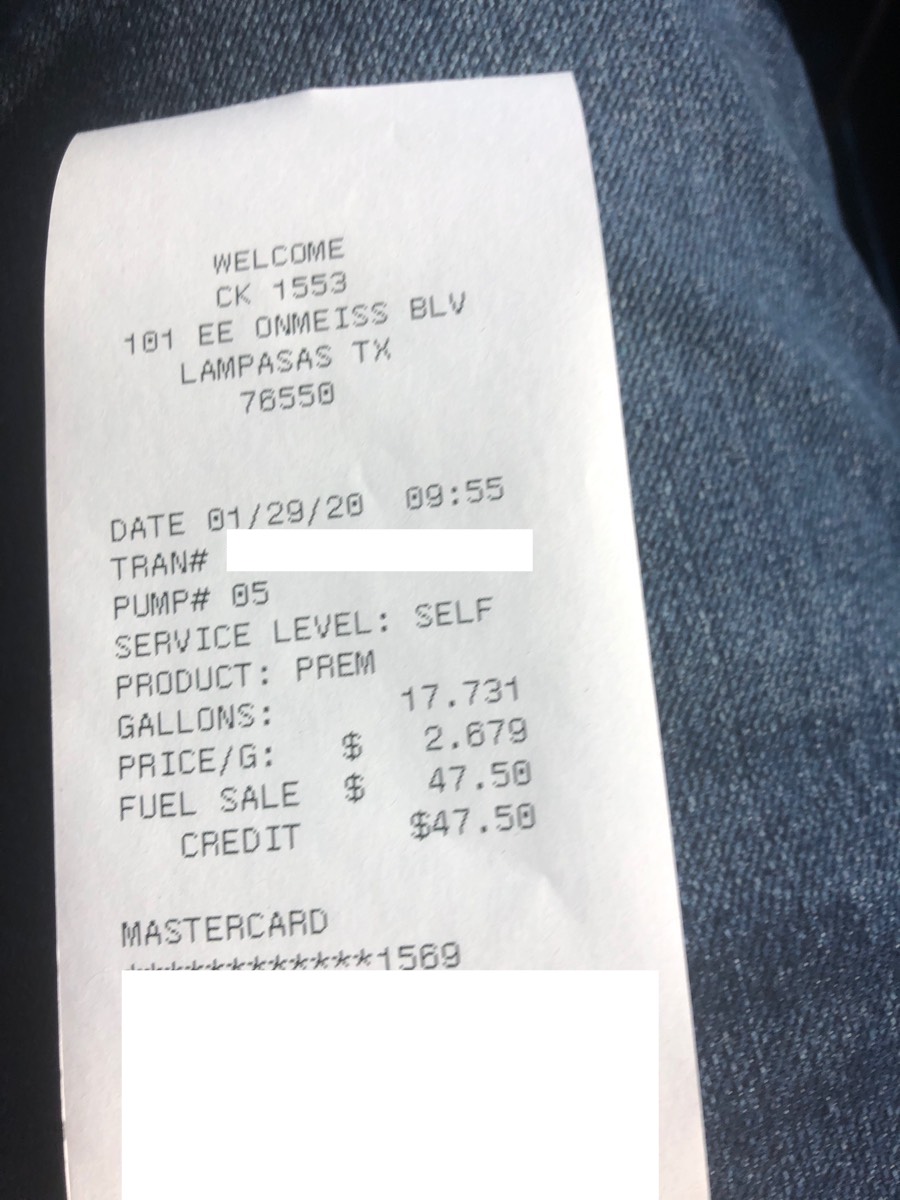 WELCOME
CK 1553
101 EE ONMEISS BLV
LAMPASAS TX
76550
DATE 01/29/20 09:55
TRAN#
PUMP# 05
SERVICE LEVEL: SELF
PRODUCT: PREM
GALLONS: 17.731
PRICE/G: $ 2.679
FUEL SALE $ 47.50
CREDIT $47.50
MASTERCARD
************1569